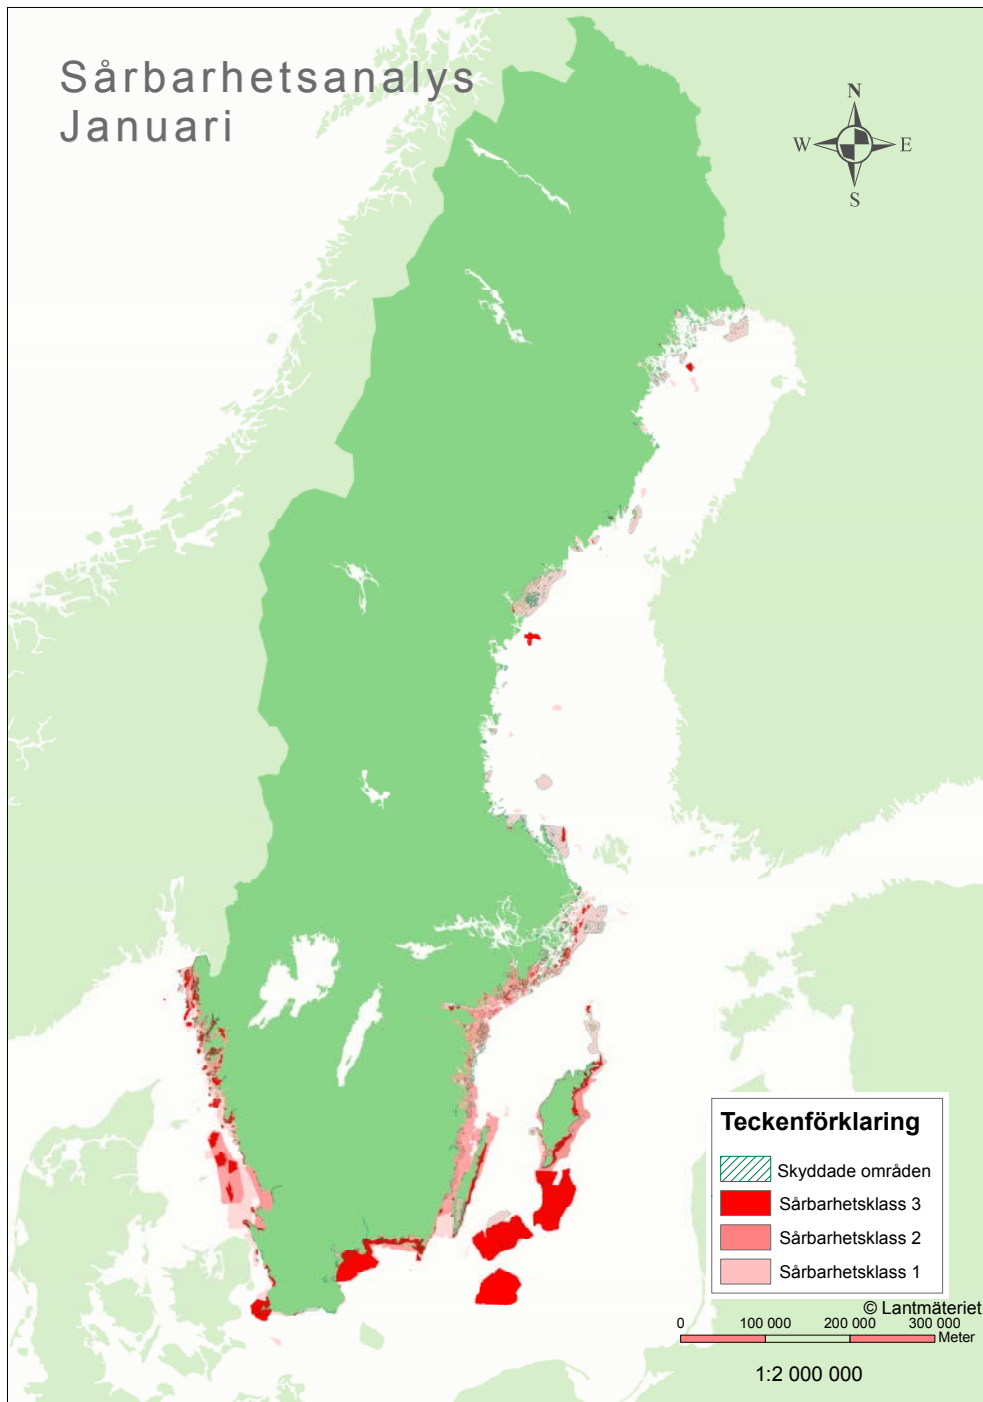 Sårbarhetsanalys
Januari
N
W E
S
Teckenförklaring
Skyddade områden
Sårbarhetsklass 3
Sårbarhetsklass 2
Sårbarhetsklass 1
© Lantmäteriet
0 100 000 200 000 300 000
Meter
1:2 000 000